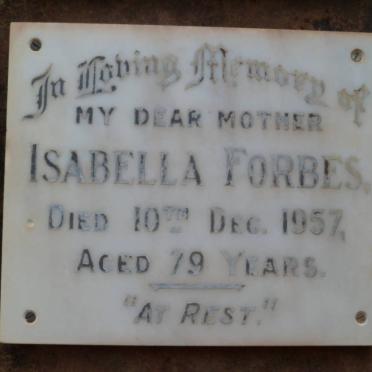 In Loving Memory of
MY DEAR MOTHER
ISABELLA FORBES,
DIED 10TH DEC. 1957,
AGED 79 YEARS.
"AT REST."